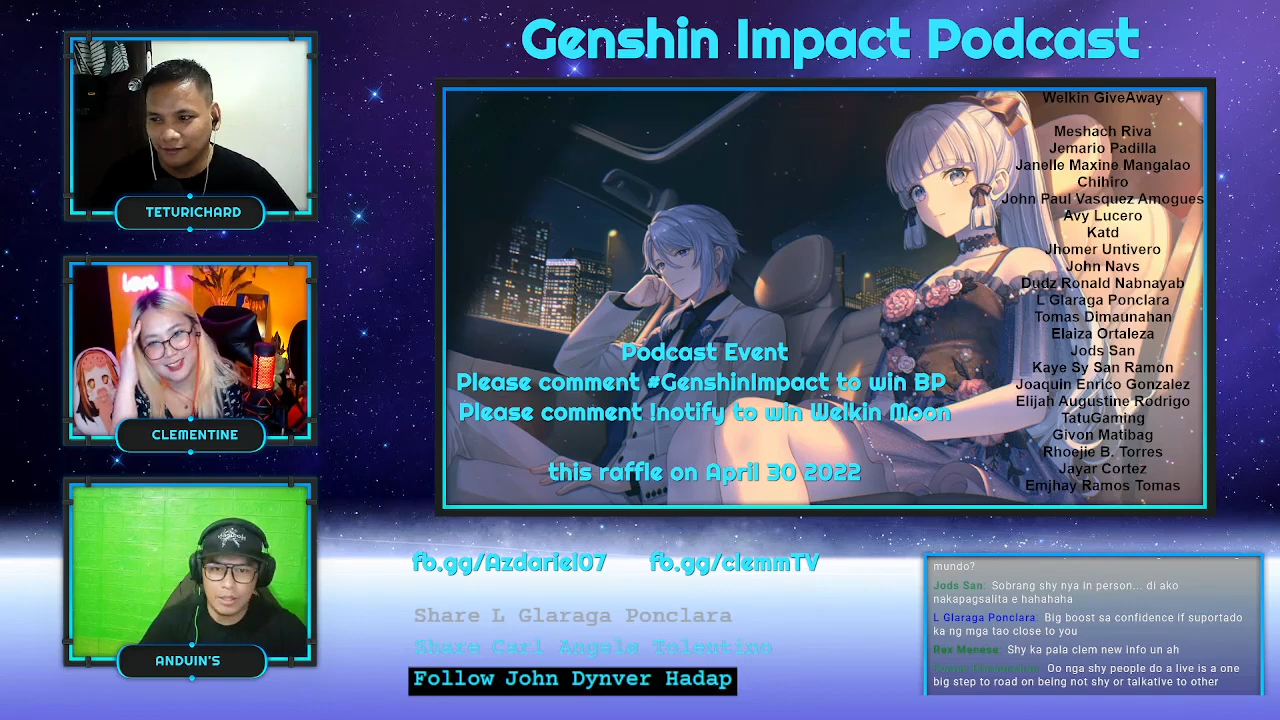 Genshin Impact Podcast
love
TETURICHARD
CLEMENTINE
ANDUIN'S
Welkin GiveAway
Meshach Riva
Jemario Padilla
Janelle Maxine Mangalao
Chihiro
John Paul Vasquez Amogues
Avy Lucero
Katd
Jhomer Untivero
John Navs
Dudz Ronald Nabnayab
L Glaraga Ponclara
Tomas Dimaunahan
Elaiza Ortaleza
Jods San
Kaye Sy San Ramon
Joaquin Enrico Gonzalez
Elijah Augustine Rodrigo
TatuGaming
Givon Matibag
Rhoejie B. Torres
Jayar Cortez
Emjhay Ramos Tomas
Podcast Event
Please comment #GenshinImpact to win BP
Please comment !notify to win Welkin Moon
this raffle on April 30 2022
fb.gg/Azdariel07 fb.gg/clemmTV
Share L Glaraga Ponclara
Share Carl Angelo Tolentino
Follow John Dynver Hadap
mundo?
Jods San: Sobrang shy nya in person... di ako
nakapagsalita e hahahaha
L Glaraga Ponclara: Big boost sa confidence if suportado
ka ng mga tao close to you
Rex Menese: Shy ka pala clem new info un ah
Oo nga shy people do a live is a one
big step to road on being not shy or talkative to other